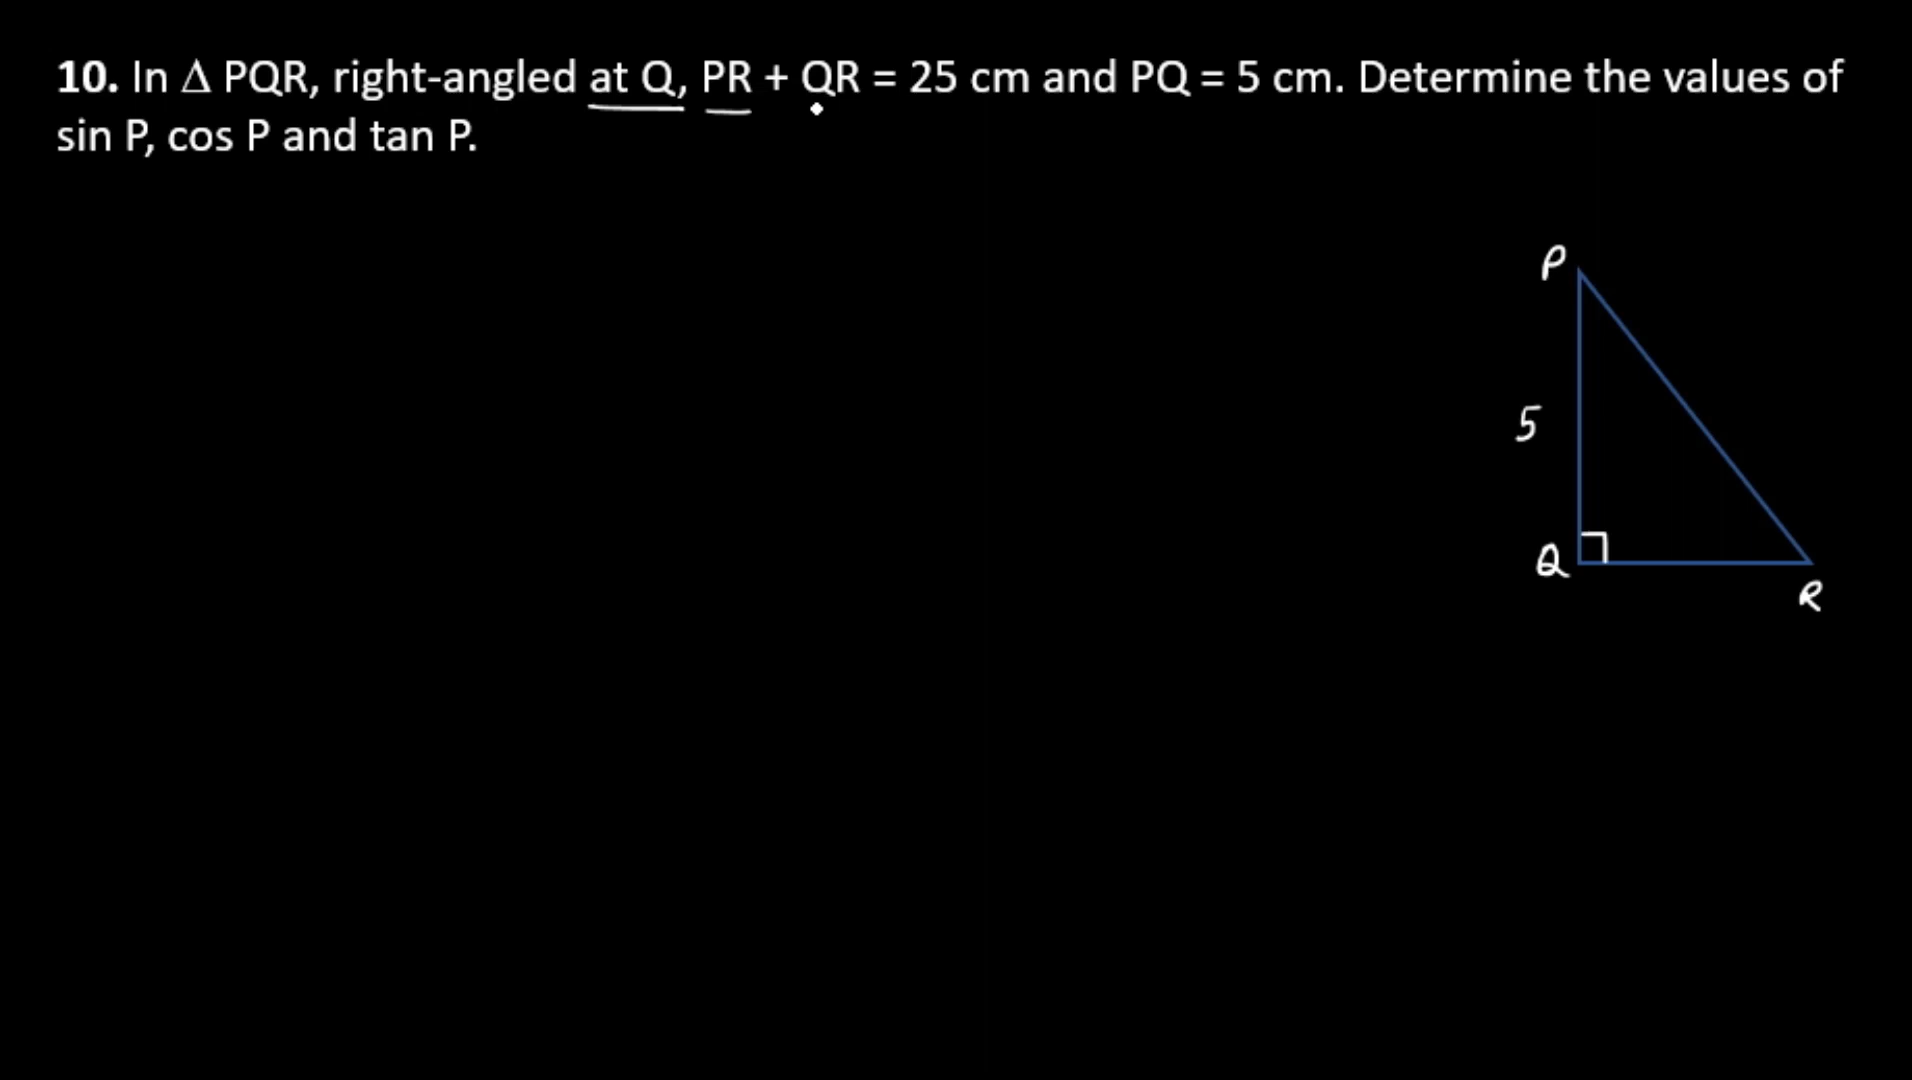 10. In Δ PQR, right-angled at Q, PR + QR = 25 cm and PQ = 5 cm. Determine the values of
sin P, cos P and tan P.
P
5
Q
R